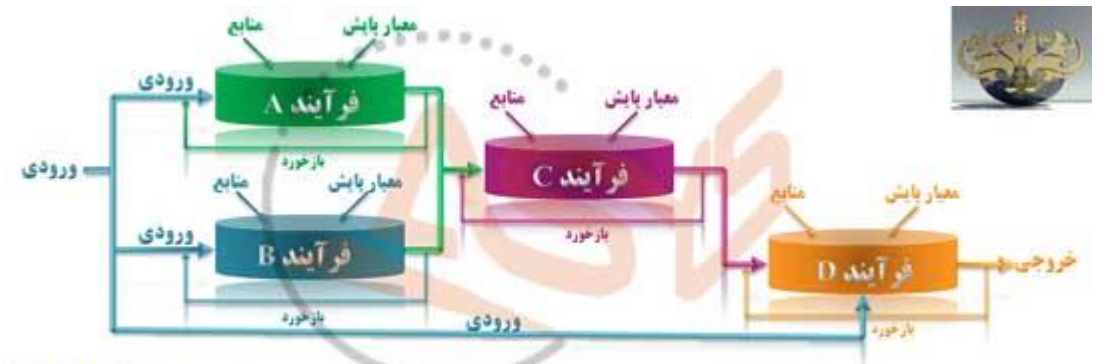 منابع
معیار پایش
ورودی
فرآیند A
بازخورد
ورودی
منابع
معیار پایش
ورودی
فرآیند B
بازخورد
منابع
معیار پایش
فرآیند C
بازخورد
منابع
معیار پایش
فرآیند D
خروجی
بازخورد
ورودی